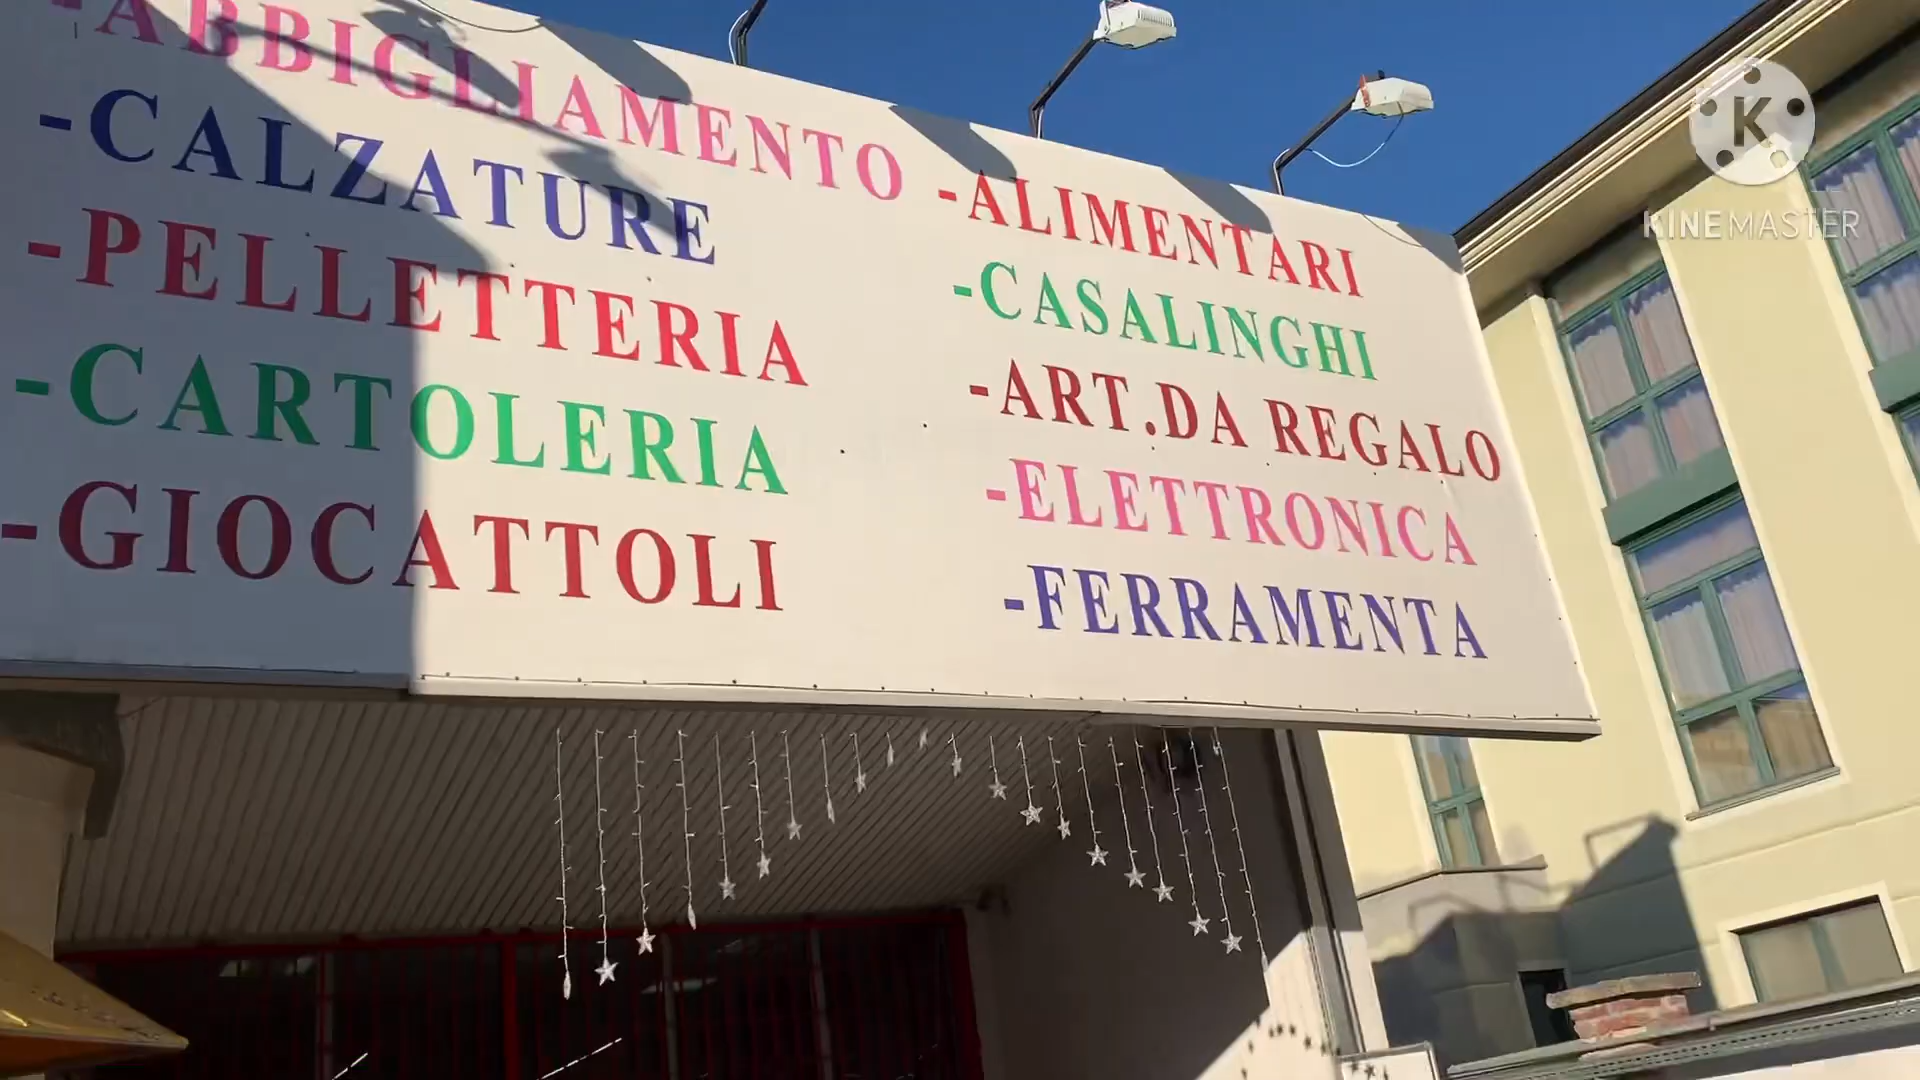 -ABBIGLIAMENTO
-CALZATURE
-PELLETTERIA
-CARTOLERIA
-GIOCATTOLI
-ALIMENTARI
-CASALINGHI
-ART.DA REGALO
-ELETTRONICA
-FERRAMENTA
K
KINEMASTER